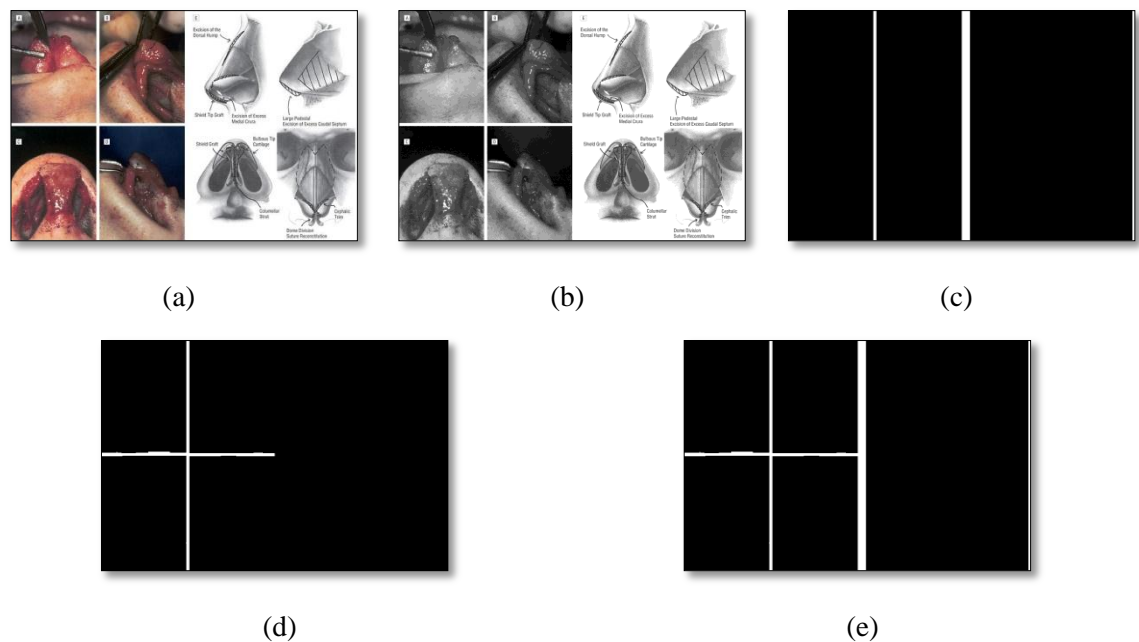 A
B
E
Excision of the
Dorsal Hump
Shield Tip Graft
Excision of Excess
Medial Crura
Large Pedestal
Excision of Excess Caudal Septum
C
D
Shield Graft
Bulbous Tip
Cartilage
Columellar
Strut
Cephalic
Trim
Dome Division
Suture Reconstitution
A
B
E
Excision of the
Dorsal Hump
Shield Tip Graft
Excision of Excess
Medial Crura
Large Pedestal
Excision of Excess Caudal Septum
C
D
Shield Graft
Bulbous Tip
Cartilage
Columellar
Strut
Cephalic
Trim
Dome Division
Suture Reconstitution
(a)
(b)
(c)
(d)
(e)